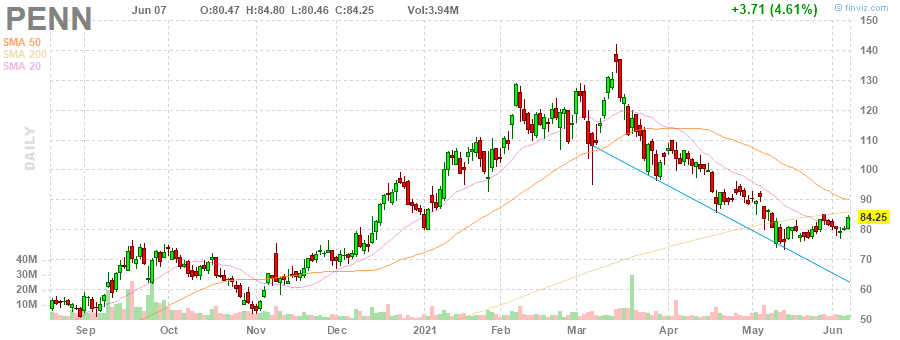 PENN Jun 07 O:80.47 H:84.80 L:80.46 C:84.25 Vol:3.94M +3.71 (4.61%) finviz.com
SMA 50
SMA 200
SMA 20
DAILY
150
140
130
120
110
100
90
84.25
80
70
60
50
40M
30M
20M
10M
Sep Oct Nov Dec 2021 Feb Mar Apr May Jun